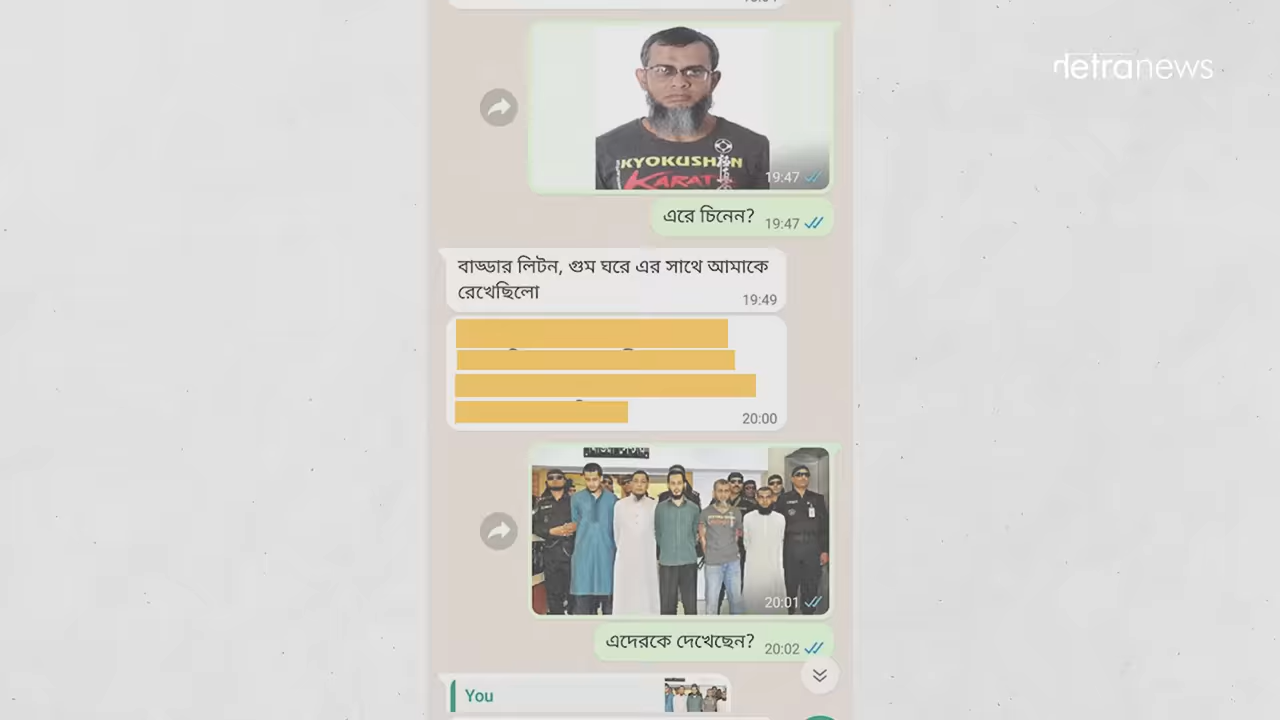 netranews
KYOKUSHIN
KARATE
19:47
এরে চিনেন?
19:47
বাড্ডার লিটন, গুম ঘরে এর সাথে আমাকে
রেখেছিলো
19:49
20:00
20:01
এদেরকে দেখেছেন?
20:02
You